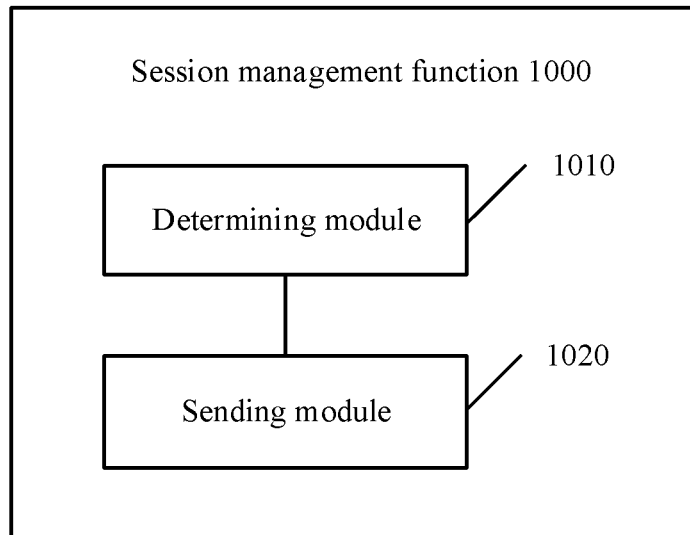 Session management function 1000
1010
Determining module
1020
Sending module